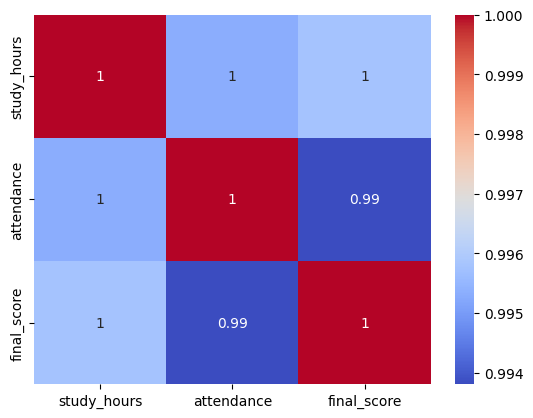 study_hours
1 1 1
attendance
1 1 0.99
final_score
1 0.99 1
study_hours attendance final_score
1.000
0.999
0.998
0.997
0.996
0.995
0.994